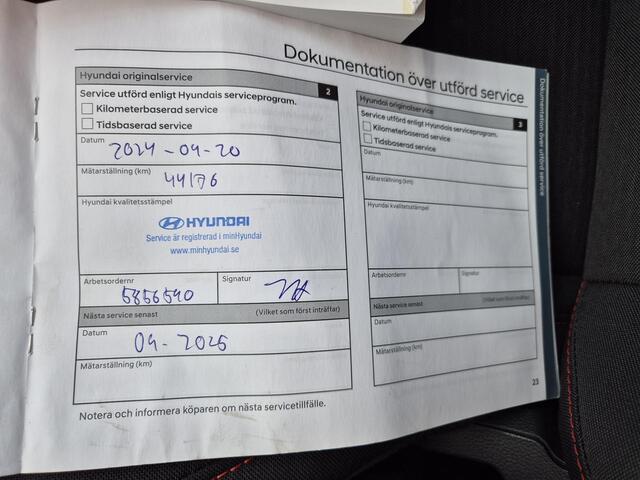 Dokumentation över utförd service
Hyundai originalservice
2
Service utförd enligt Hyundais serviceprogram.
Kilometerbaserad service
Tidsbaserad service
Datum
2024-04-20
Mätarställning (km)
44176
Hyundai kvalitetsstämpel
HYUNDAI
Service är registrerad i minHyundai
www.minhyundai.se
Arbetsordernr
5856540
Signatur
Nästa service senast
(Vilket som först inträffar)
Datum
04-2026
Mätarställning (km)
Notera och informera köparen om nästa servicetillfälle.
Hyundai originalservice
3
Service utförd enligt Hyundais serviceprogram.
Kilometerbaserad service
Tidsbaserad service
Datum
Mätarställning (km)
Hyundai kvalitetsstämpel
Arbetsordernr
Signatur
Nästa service senast
(Vilket som först inträffar)
Datum
Mätarställning (km)
23
Dokumentation över utförd service